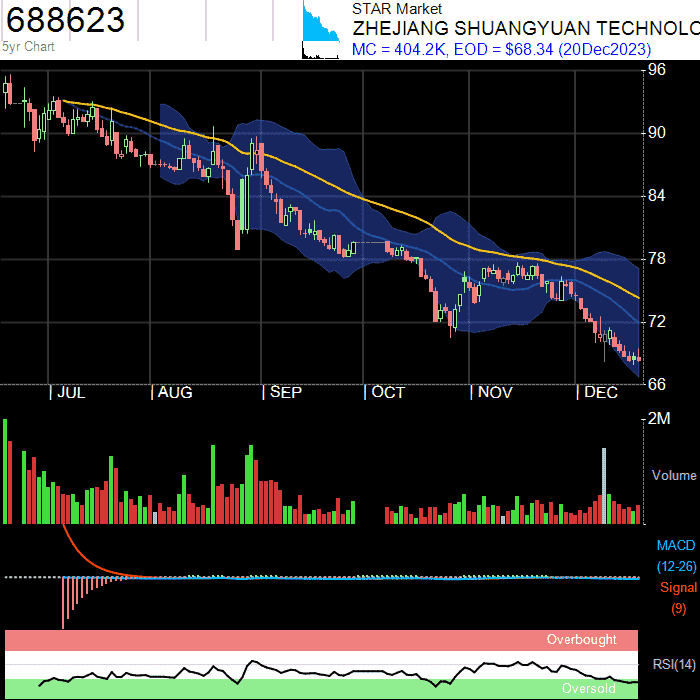 688623
5yr Chart
STAR Market
ZHEJIANG SHUANGYUAN TECHNOLO
MC = 404.2K, EOD = $68.34 (20Dec2023)
96
90
84
78
72
66
JUL
AUG
SEP
OCT
NOV
DEC
2M
Volume
MACD
(12-26)
Signal
(9)
Overbought
RSI(14)
Oversold